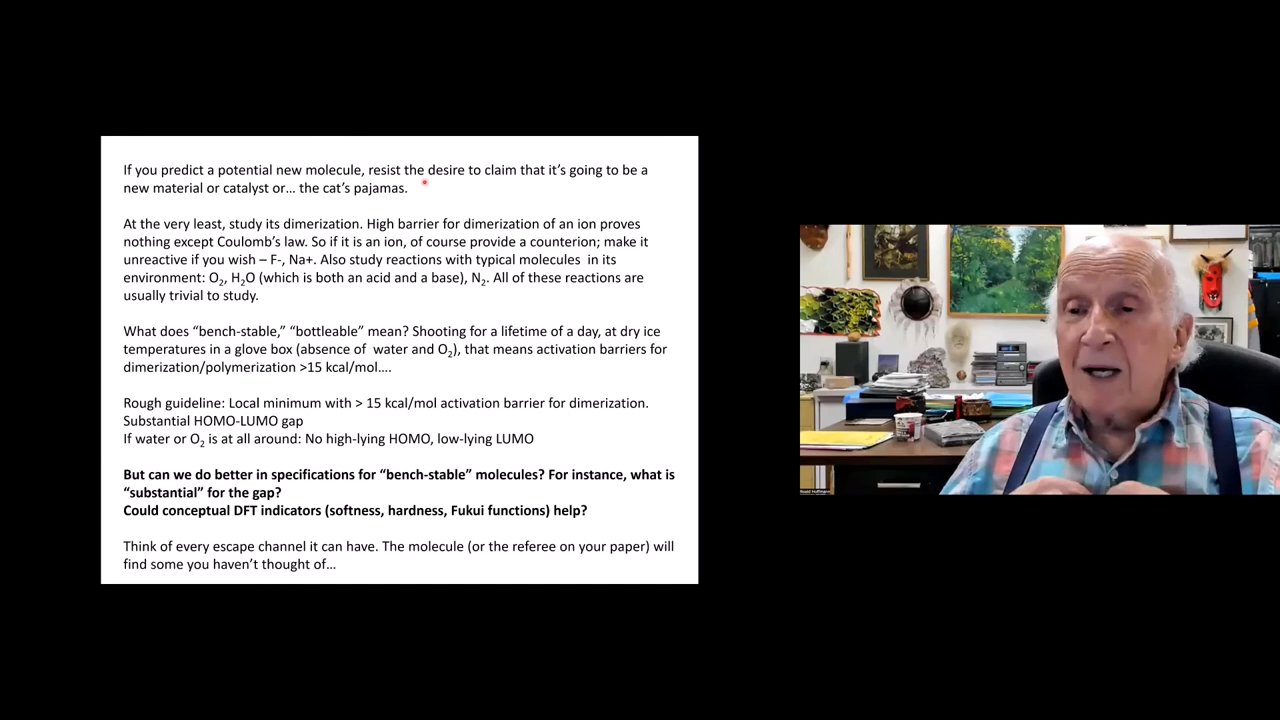 If you predict a potential new molecule, resist the desire to claim that it’s going to be a
new material or catalyst or… the cat’s pajamas.
At the very least, study its dimerization. High barrier for dimerization of an ion proves
nothing except Coulomb’s law. So if it is an ion, of course provide a counterion; make it
unreactive if you wish – F-, Na+. Also study reactions with typical molecules in its
environment: O₂, H₂O (which is both an acid and a base), N₂. All of these reactions are
usually trivial to study.
What does “bench-stable,” “bottleable” mean? Shooting for a lifetime of a day, at dry ice
temperatures in a glove box (absence of water and O₂), that means activation barriers for
dimerization/polymerization >15 kcal/mol….
Rough guideline: Local minimum with > 15 kcal/mol activation barrier for dimerization.
Substantial HOMO-LUMO gap
If water or O₂ is at all around: No high-lying HOMO, low-lying LUMO
But can we do better in specifications for “bench-stable” molecules? For instance, what is
“substantial” for the gap?
Could conceptual DFT indicators (softness, hardness, Fukui functions) help?
Think of every escape channel it can have. The molecule (or the referee on your paper) will
find some you haven’t thought of…
Roald Hoffmann